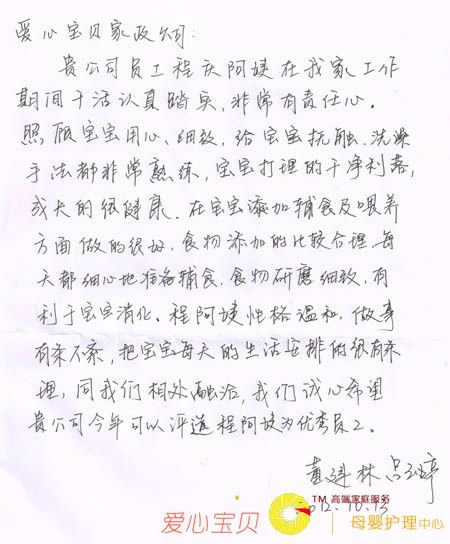 爱心宝贝家政公司:
贵公司员工程庆阿姨在我家工作
期间干活认真踏实,非常有责任心。
照顾宝宝用心、细致,给宝宝抚触、洗澡
手法都非常熟练,宝宝打理的干净利落,
成长的很健康。在宝宝添加辅食及喂养
方面做的很好,食物添加的比较合理,每
天都细心地准备辅食,食物研磨细致,有
利于宝宝消化。程阿姨性格温和,做事
有条不紊,把宝宝每天的生活安排的很有条
理,同我们相处融洽,我们诚心希望
贵公司今年可以评选程阿姨为优秀员工。
黄 林 婷
2012.10.13
TM 高端家庭服务
爱心宝贝 母婴护理中心